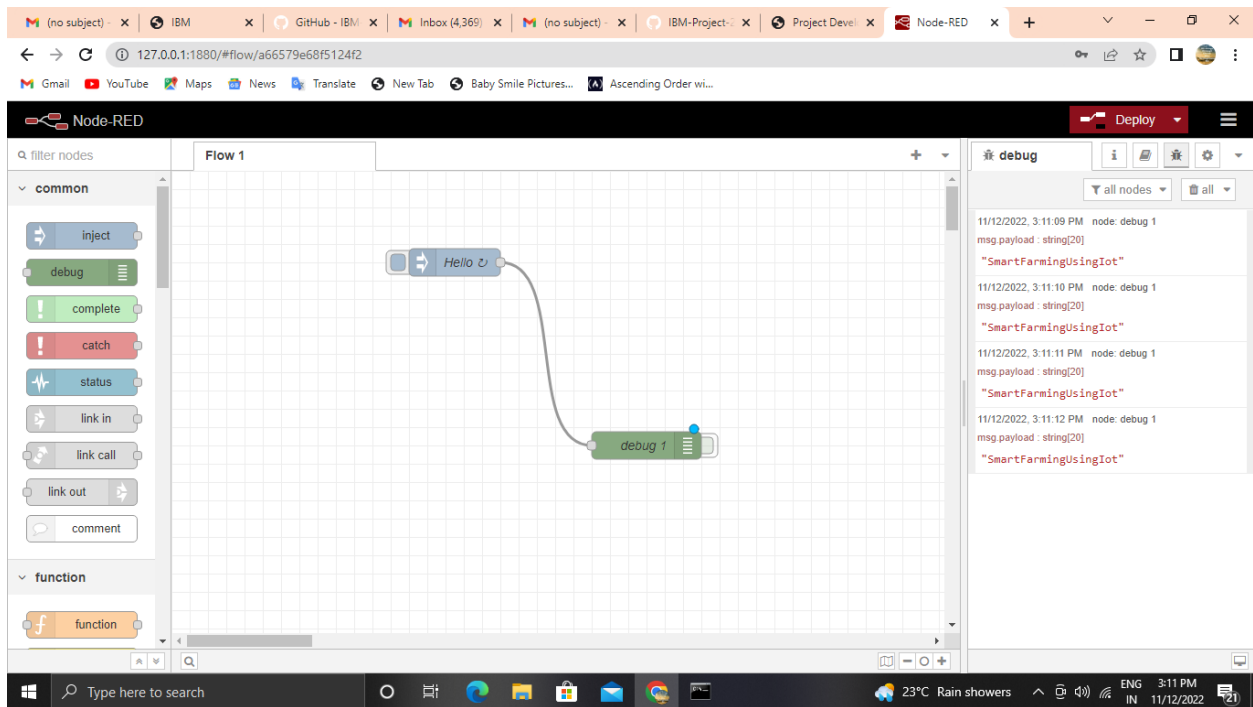 (no subject) -
IBM
GitHub - IBM
Inbox (4,369)
(no subject) -
IBM-Project-2
Project Devel
Node-RED
127.0.0.1:1880/#flow/a66579e68f5124f2
Gmail
YouTube
Maps
News
Translate
New Tab
Baby Smile Pictures...
Ascending Order wi...
Node-RED
Deploy
filter nodes
Flow 1
debug
common
all nodes
all
inject
debug
complete
catch
status
link in
link call
link out
comment
function
function
Hello ↻
debug 1
11/12/2022, 3:11:09 PM node: debug 1
msg.payload : string[20]
"SmartFarmingUsingIot"
11/12/2022, 3:11:10 PM node: debug 1
msg.payload : string[20]
"SmartFarmingUsingIot"
11/12/2022, 3:11:11 PM node: debug 1
msg.payload : string[20]
"SmartFarmingUsingIot"
11/12/2022, 3:11:12 PM node: debug 1
msg.payload : string[20]
"SmartFarmingUsingIot"
Type here to search
23°C Rain showers
ENG
IN
3:11 PM
11/12/2022
21